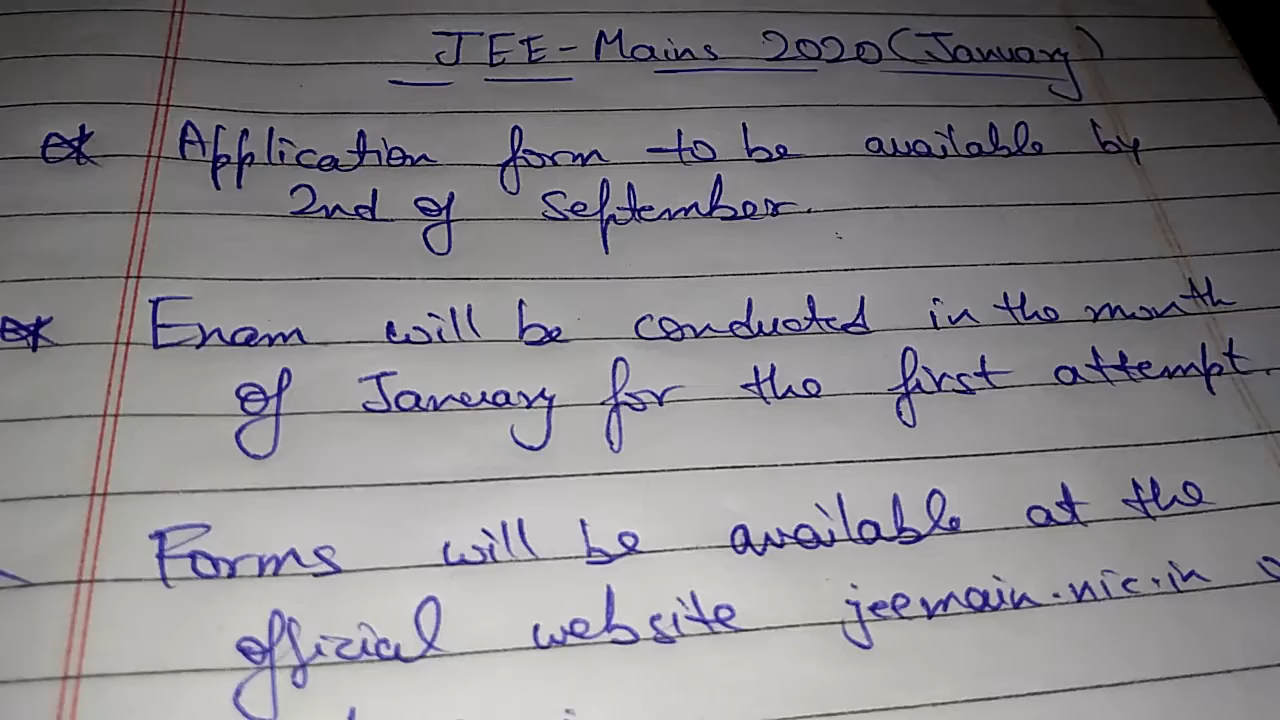 JEE-Mains 2020 (January)
Application form to be available by
2nd of September.
Exam will be conducted in the month
of January for the first attempt.
Forms will be available at the
official website jeemain.nic.in